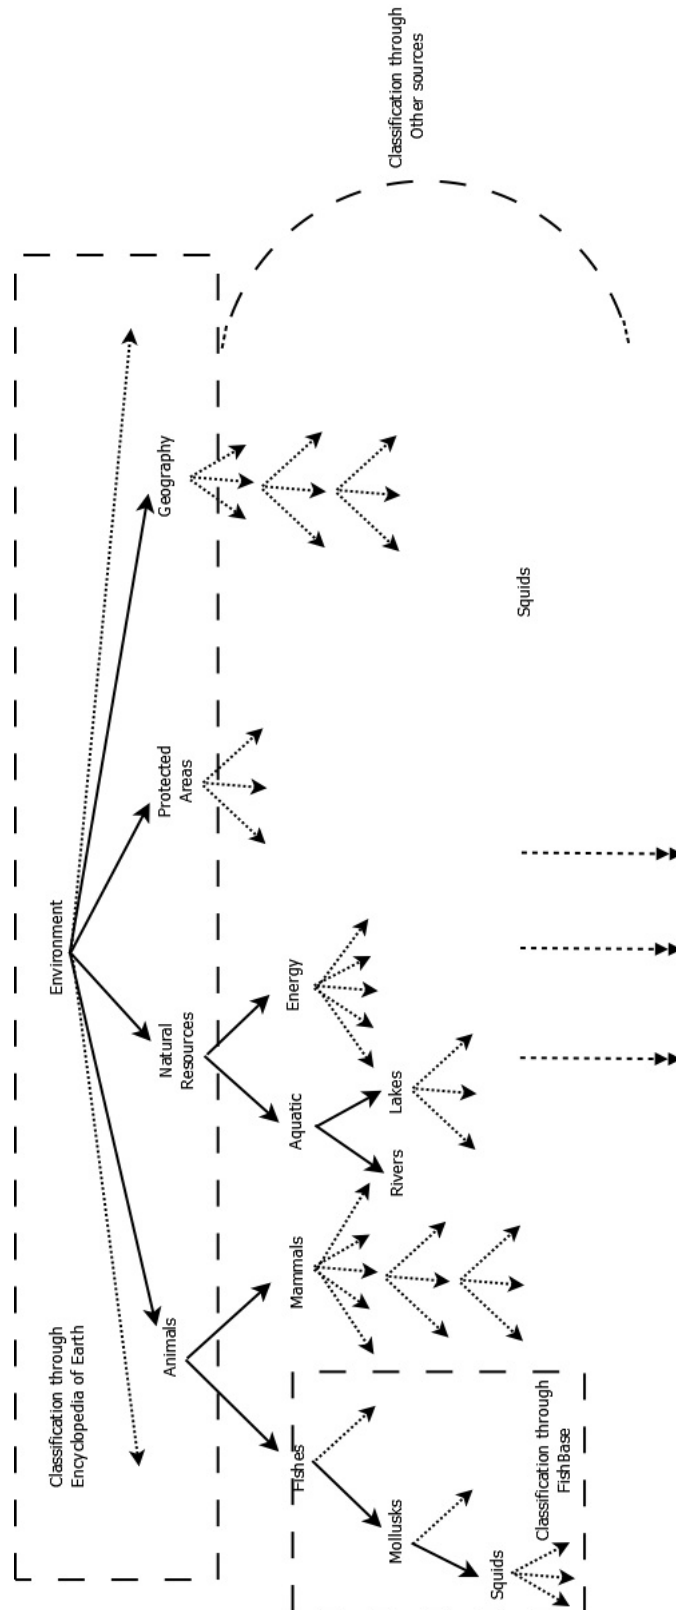 Classification through
Encyclopedia of Earth
Environment
Animals
Natural
Resources
Protected
Areas
Geography
Classification through
Other sources
Fishes
Mammals
Aquatic
Energy
Mollusks
Rivers
Lakes
Squids
Classification through
FishBase
Squids